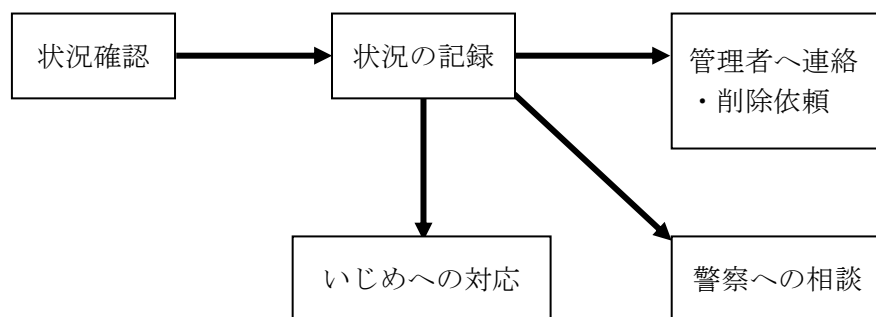 状況確認
状況の記録
管理者へ連絡
・削除依頼
いじめへの対応
警察への相談